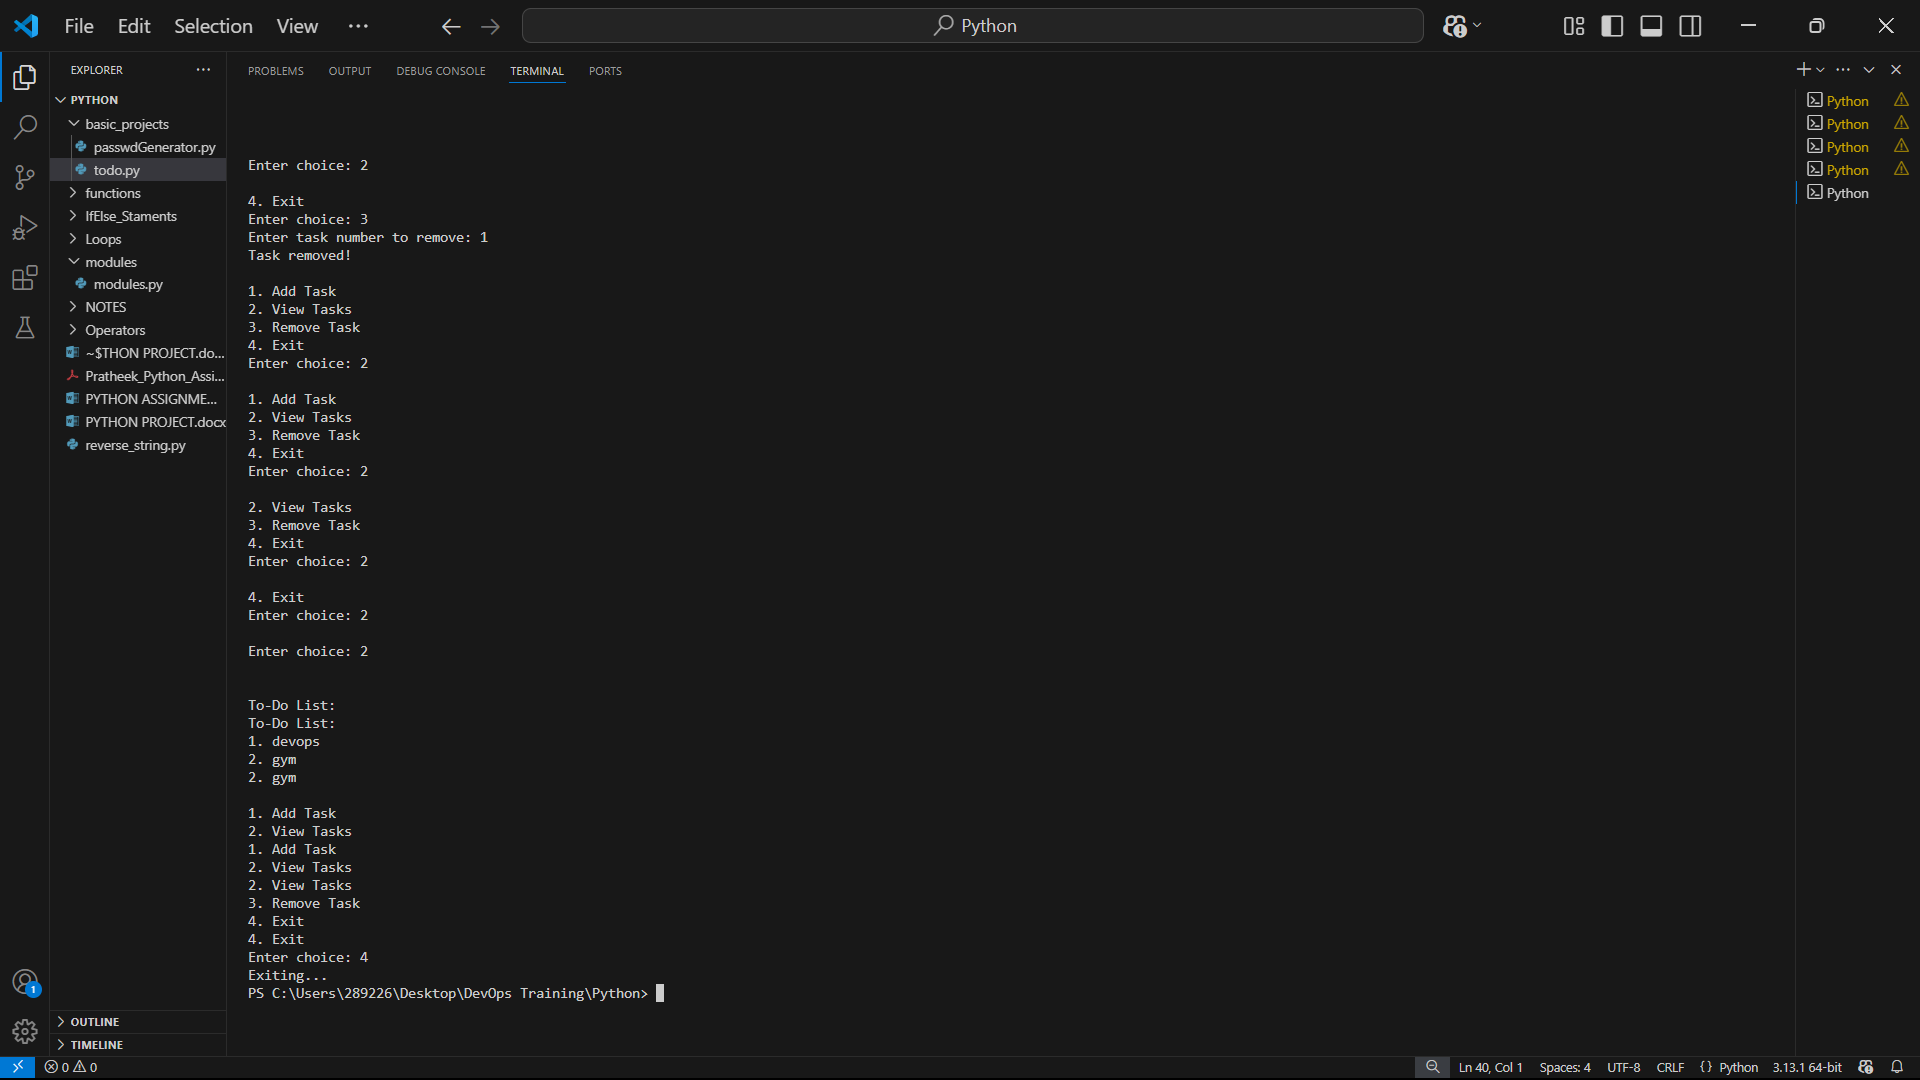 File Edit Selection View ···
Python
EXPLORER ···
PYTHON
basic_projects
passwdGenerator.py
todo.py
functions
IfElse_Staments
Loops
modules
modules.py
NOTES
Operators
~$THON PROJECT.do...
Pratheek_Python_Assi...
PYTHON ASSIGNME...
PYTHON PROJECT.docx
reverse_string.py
OUTLINE
TIMELINE
PROBLEMS OUTPUT DEBUG CONSOLE TERMINAL PORTS
Enter choice: 2
4. Exit
Enter choice: 3
Enter task number to remove: 1
Task removed!
1. Add Task
2. View Tasks
3. Remove Task
4. Exit
Enter choice: 2
1. Add Task
2. View Tasks
3. Remove Task
4. Exit
Enter choice: 2
2. View Tasks
3. Remove Task
4. Exit
Enter choice: 2
4. Exit
Enter choice: 2
Enter choice: 2
To-Do List:
To-Do List:
1. devops
2. gym
2. gym
1. Add Task
2. View Tasks
1. Add Task
2. View Tasks
2. View Tasks
3. Remove Task
4. Exit
4. Exit
Enter choice: 4
Exiting...
PS C:\Users\289226\Desktop\DevOps Training\Python>
Python
Python
Python
Python
Python
1
0 0
Ln 40, Col 1 Spaces: 4 UTF-8 CRLF {} Python 3.13.1 64-bit